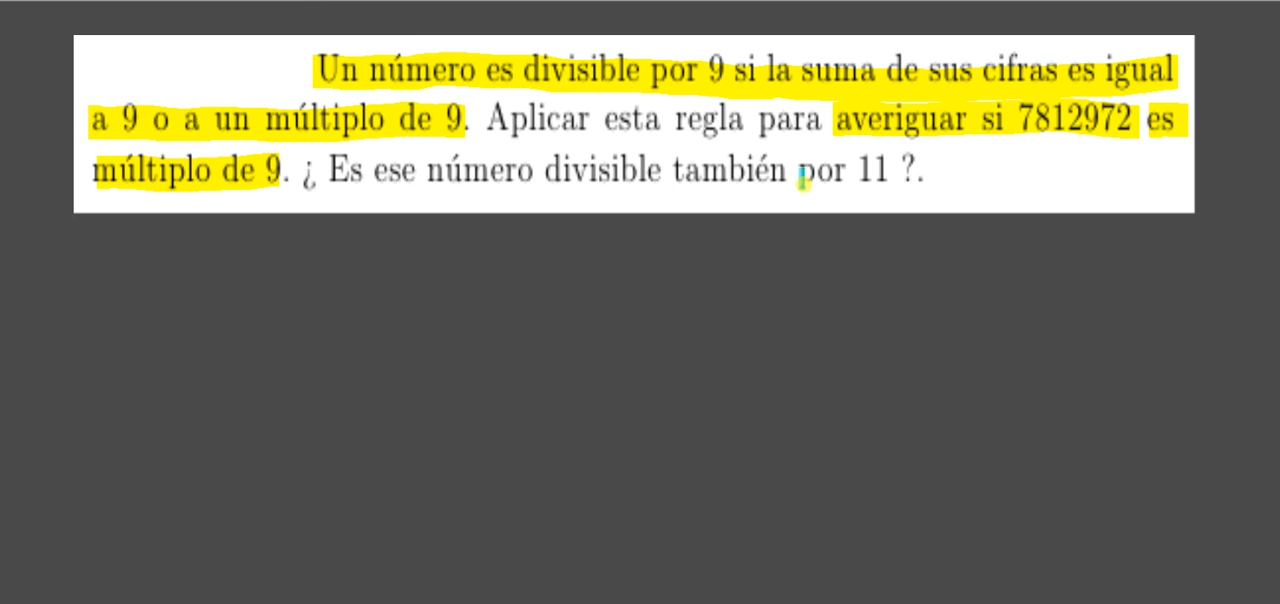 Un número es divisible por 9 si la suma de sus cifras es igual
a 9 o a un múltiplo de 9. Aplicar esta regla para averiguar si 7812972 es
múltiplo de 9. ¿ Es ese número divisible también por 11 ?.